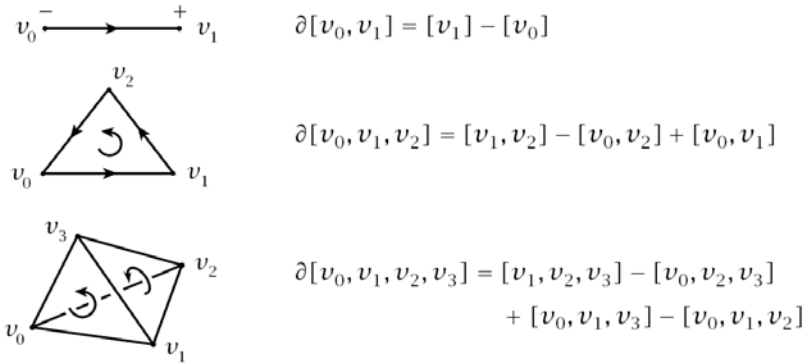 − +
v₀ v₁ ∂[v₀, v₁] = [v₁] − [v₀]
v₂
∂[v₀, v₁, v₂] = [v₁, v₂] − [v₀, v₂] + [v₀, v₁]
v₀ v₁
v₃
v₂ ∂[v₀, v₁, v₂, v₃] = [v₁, v₂, v₃] − [v₀, v₂, v₃]
+ [v₀, v₁, v₃] − [v₀, v₁, v₂]
v₀
v₁